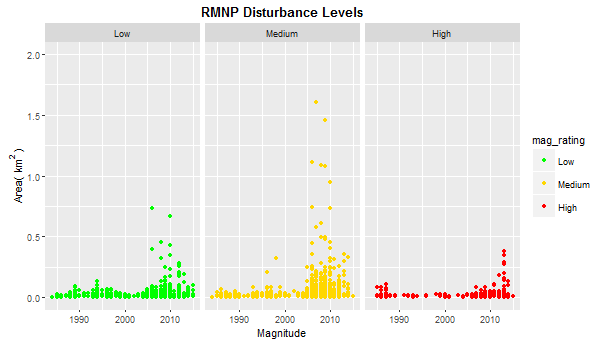 RMNP Disturbance Levels
Low Medium High
2.0
1.5
1.0
0.5
0.0
Area( km²)
1990 2000 2010 1990 2000 2010 1990 2000 2010
Magnitude
mag_rating
Low
Medium
High